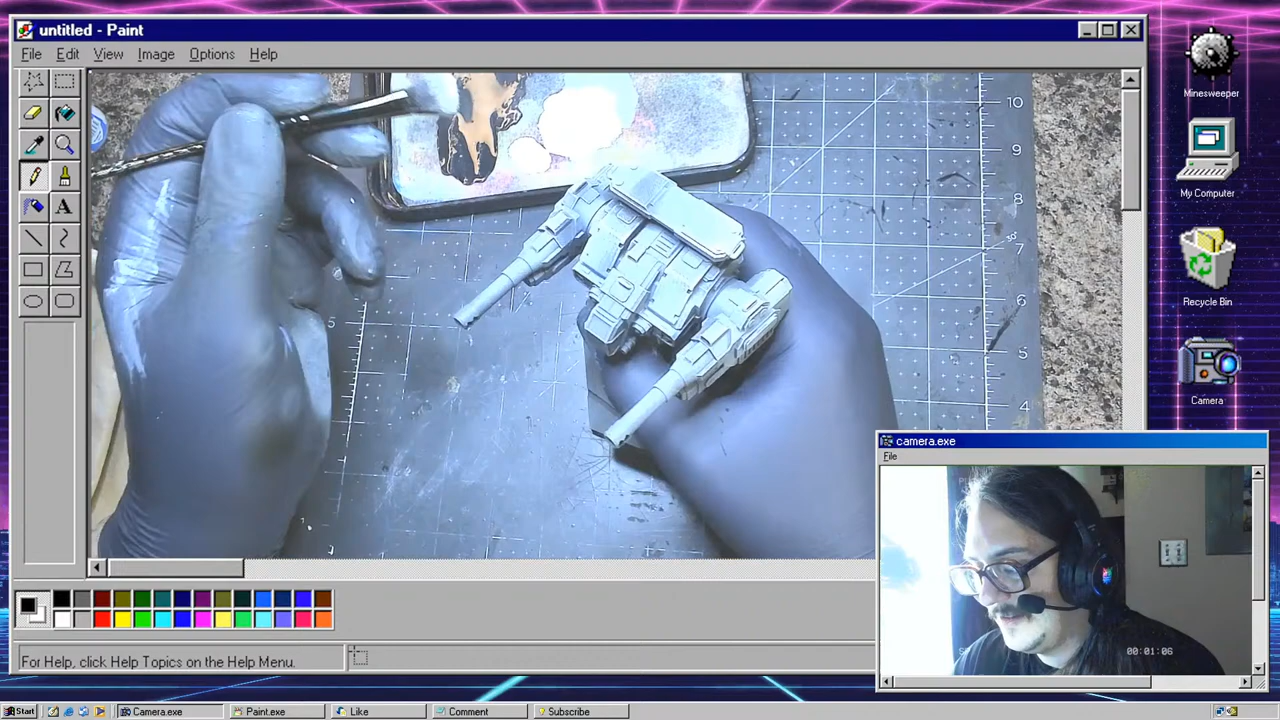 untitled - Paint
File Edit View Image Options Help
10
9
8
7
6
5
4
5
Minesweeper
My Computer
Recycle Bin
Camera
camera.exe
File
00:01:06
For Help, click Help Topics on the Help Menu.
Start Camera.exe Paint.exe Like Comment Subscribe